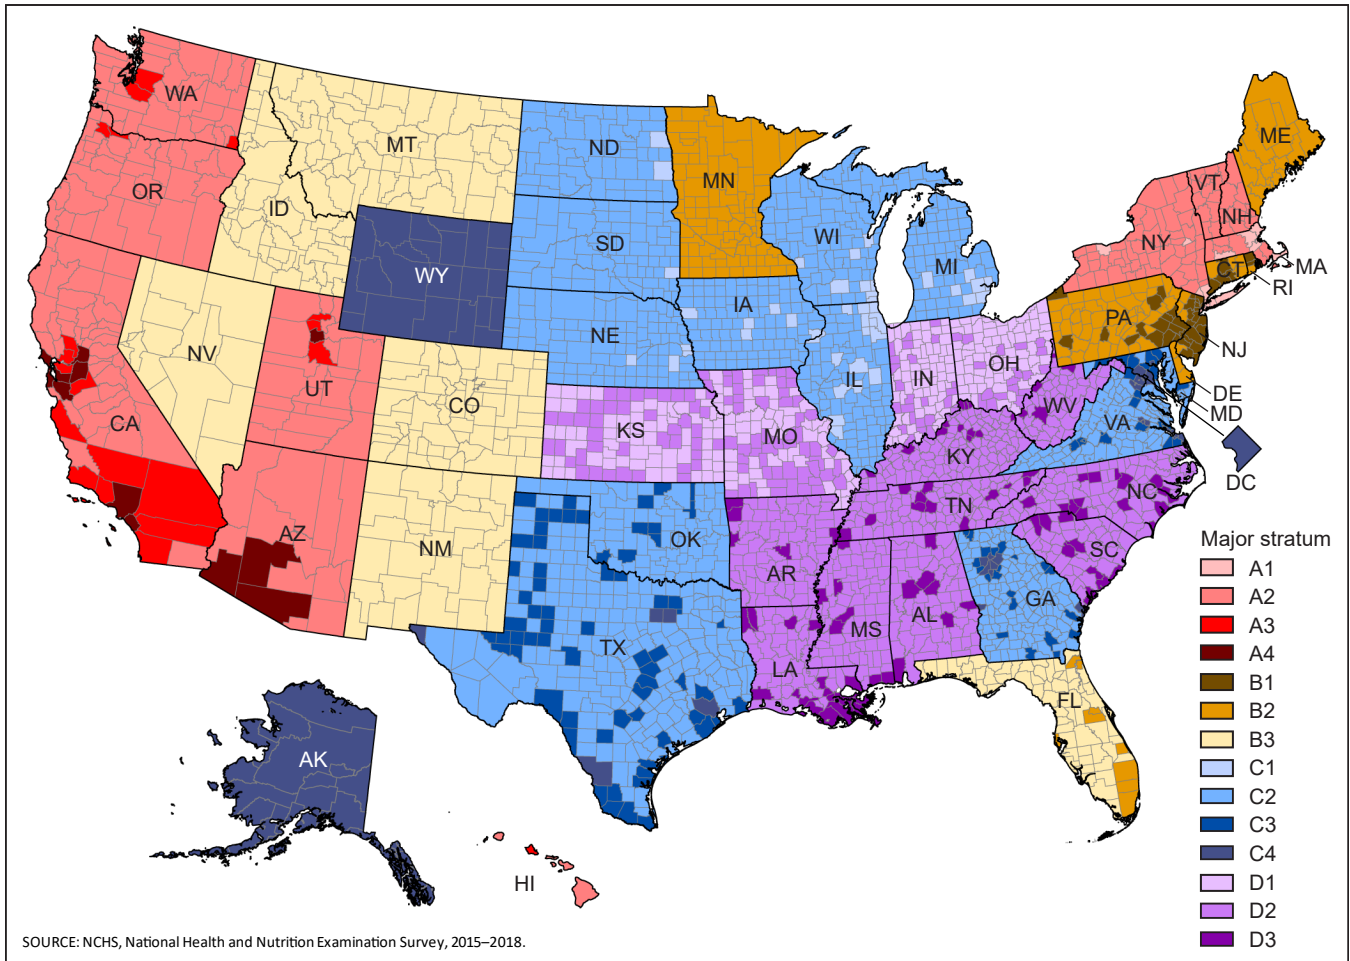 WA
MT
ND
MN
ME
OR
ID
SD
WI
MI
VT
NH
NY
MA
WY
CT
RI
IA
PA
NE
NV
NJ
OH
IN
IL
UT
CO
DE
MD
WV
VA
CA
KS
MO
KY
DC
NC
TN
OK
AZ
NM
SC
AR
GA
AL
MS
TX
LA
FL
AK
HI
Major stratum
A1
A2
A3
A4
B1
B2
B3
C1
C2
C3
C4
D1
D2
D3
SOURCE: NCHS, National Health and Nutrition Examination Survey, 2015–2018.